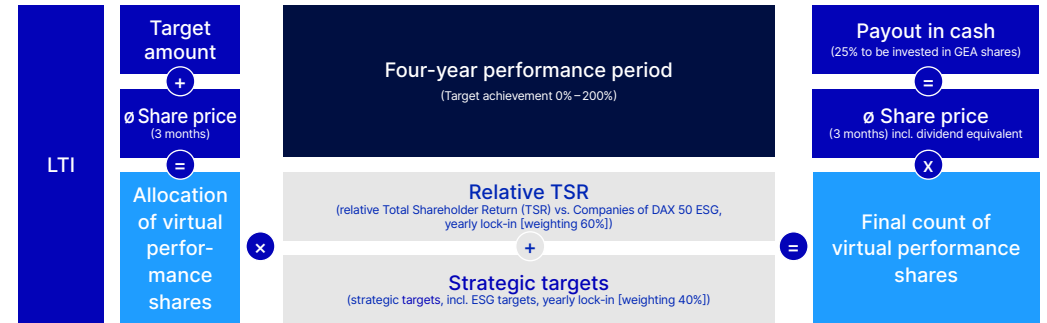 LTI
Target
amount
+
ø Share price
(3 months)
=
Allocation
of virtual
perfor-
mance
shares
×
Four-year performance period
(Target achievement 0% – 200%)
Relative TSR
(relative Total Shareholder Return (TSR) vs. Companies of DAX 50 ESG,
yearly lock-in [weighting 60%])
+
Strategic targets
(strategic targets, incl. ESG targets, yearly lock-in [weighting 40%])
=
Payout in cash
(25% to be invested in GEA shares)
=
ø Share price
(3 months) incl. dividend equivalent
X
Final count of
virtual performance
shares